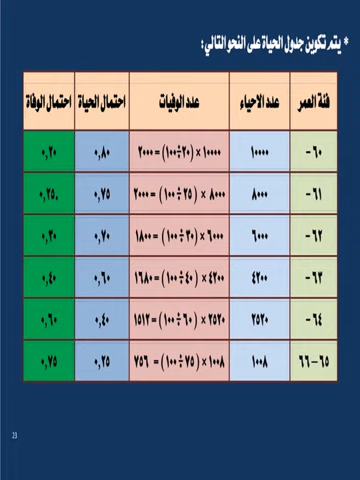 * يتم تكوين جدول الحياة على النحو التالي :
فئة العمر عدد الاحياء عدد الوفيات احتمال الحياة احتمال الوفاة
٦٠ – ١٠٠٠٠ ١٠٠٠٠ × (٢٠÷١٠٠) = ٢٠٠٠ ٠,٨٠ ٠,٢٠
٦١ – ٨٠٠٠ ٨٠٠٠ × (٢٥ ÷١٠٠) = ٢٠٠٠ ٠,٧٥ ٠,٢٥.
٦٢ – ٦٠٠٠ ٦٠٠٠ × (٣٠÷١٠٠) = ١٨٠٠ ٠,٧٠ ٠,٣٠
٦٣ – ٤٢٠٠ ٤٢٠٠ × (٤٠÷١٠٠) = ١٦٨٠ ٠,٦٠ ٠,٤٠
٦٤ – ٢٥٢٠ ٢٥٢٠ × (٦٠÷١٠٠) = ١٥١٢ ٠,٤٠ ٠,٦٠
٦٥ – ٦٦ ١٠٠٨ ١٠٠٨ × (٧٥÷١٠٠) = ٧٥٦ ٠,٢٥ ٠,٧٥
23